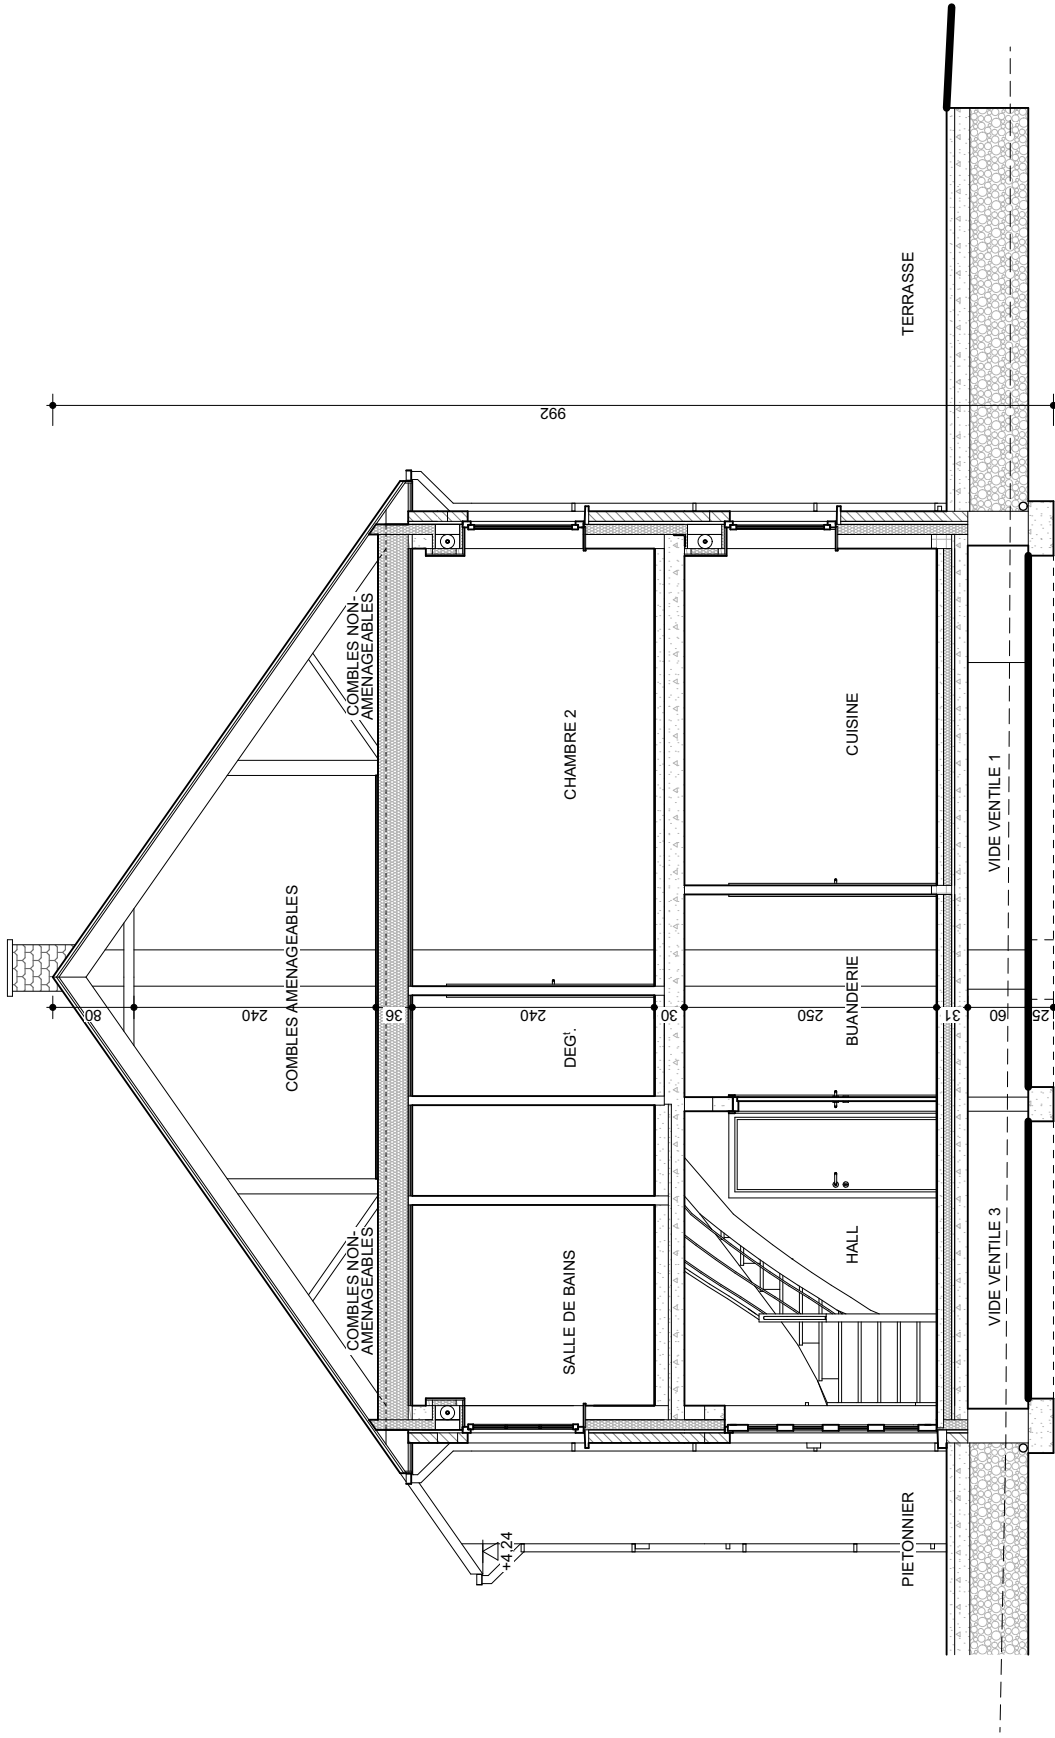 COMBLES AMENAGEABLES
COMBLES NON-
AMENAGEABLES
COMBLES NON-
AMENAGEABLES
+4.24
SALLE DE BAINS
DEGt.
CHAMBRE 2
HALL
BUANDERIE
CUISINE
PIETONNIER
TERRASSE
VIDE VENTILE 3
VIDE VENTILE 1
80
240
36
240
30
250
31
60
25
992